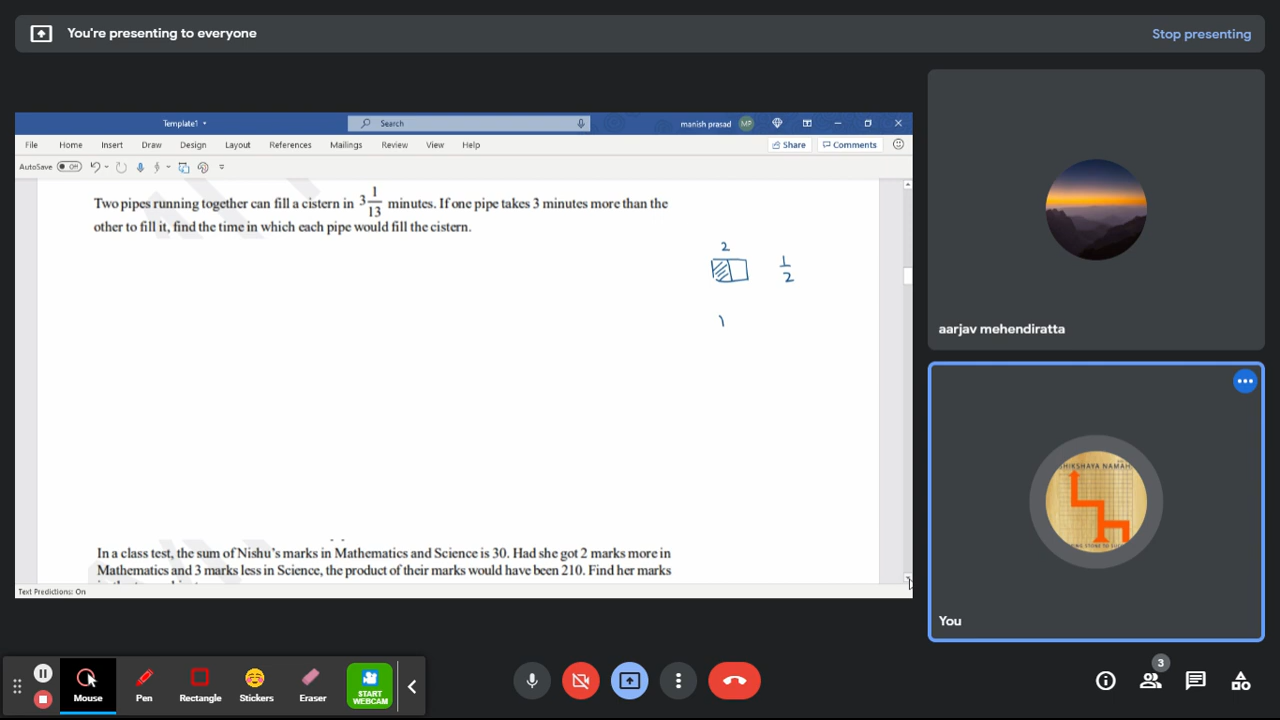 You're presenting to everyone
Stop presenting
Template1
Search
manish prasad
MP
File Home Insert Draw Design Layout References Mailings Review View Help
Share
Comments
AutoSave Off
Two pipes running together can fill a cistern in 3 1/13 minutes. If one pipe takes 3 minutes more than the
other to fill it, find the time in which each pipe would fill the cistern.
2
1/2
In a class test, the sum of Nishu's marks in Mathematics and Science is 30. Had she got 2 marks more in
Mathematics and 3 marks less in Science, the product of their marks would have been 210. Find her marks
Text Predictions: On
aarjav mehendiratta
SHIKSHAYA NAMAH
You
Mouse
Pen
Rectangle
Stickers
Eraser
START
WEBCAM
3